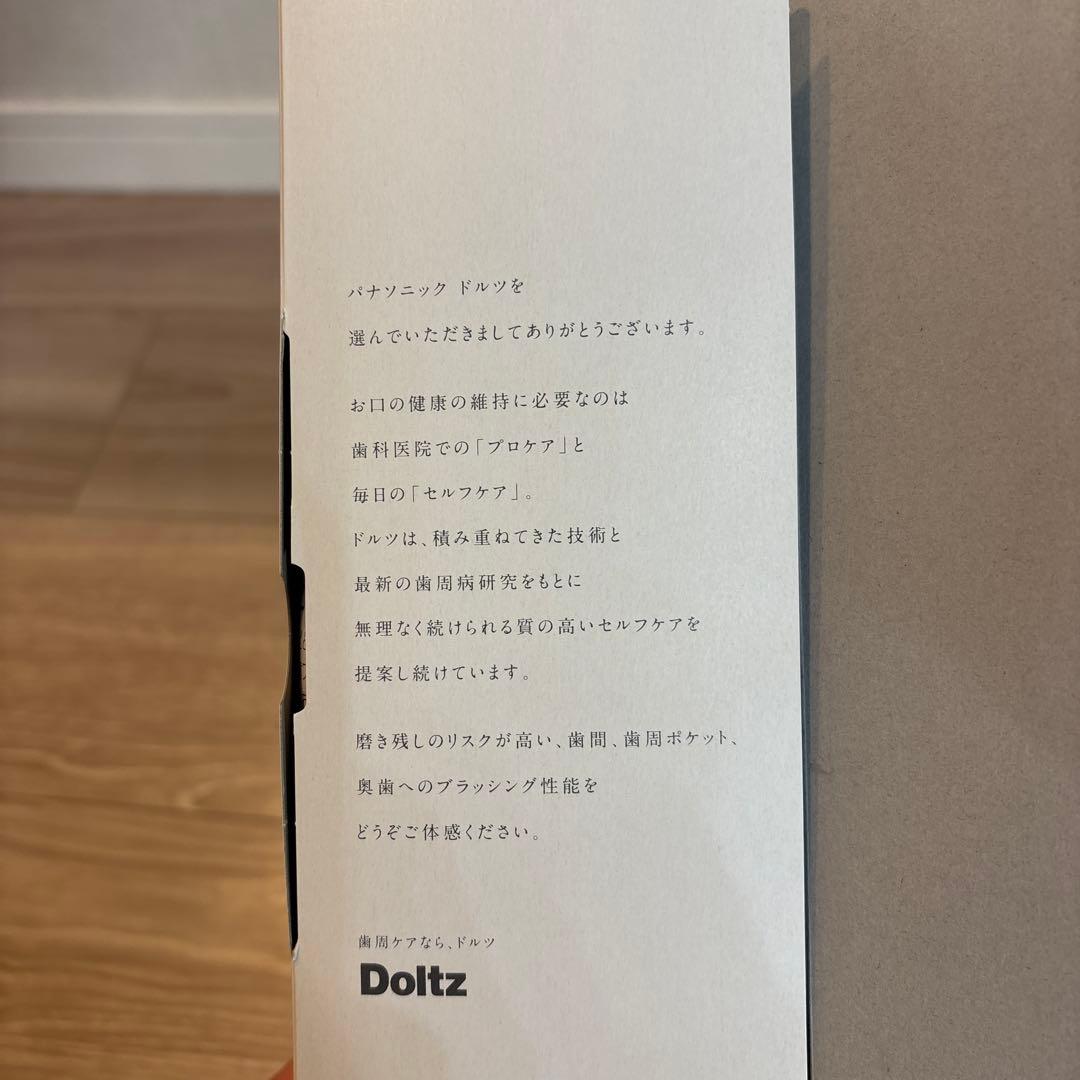 パナソニック ドルツを
選んでいただきましてありがとうございます。
お口の健康の維持に必要なのは
歯科医院での「プロケア」と
毎日の「セルフケア」。
ドルツは、積み重ねてきた技術と
最新の歯周病研究をもとに
無理なく続けられる質の高いセルフケアを
提案し続けています。
磨き残しのリスクが高い、歯間、歯周ポケット、
奥歯へのブラッシング性能を
どうぞご体感ください。
歯周ケアなら、ドルツ
Doltz